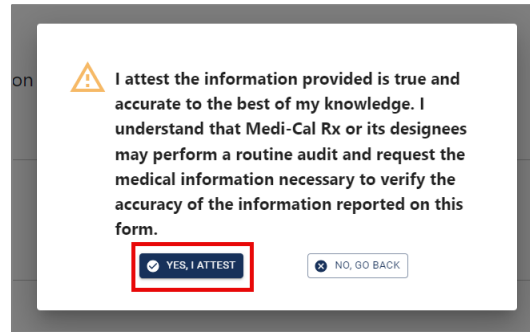 on
I attest the information provided is true and
accurate to the best of my knowledge. I
understand that Medi-Cal Rx or its designees
may perform a routine audit and request the
medical information necessary to verify the
accuracy of the information reported on this
form.
YES, I ATTEST
NO, GO BACK